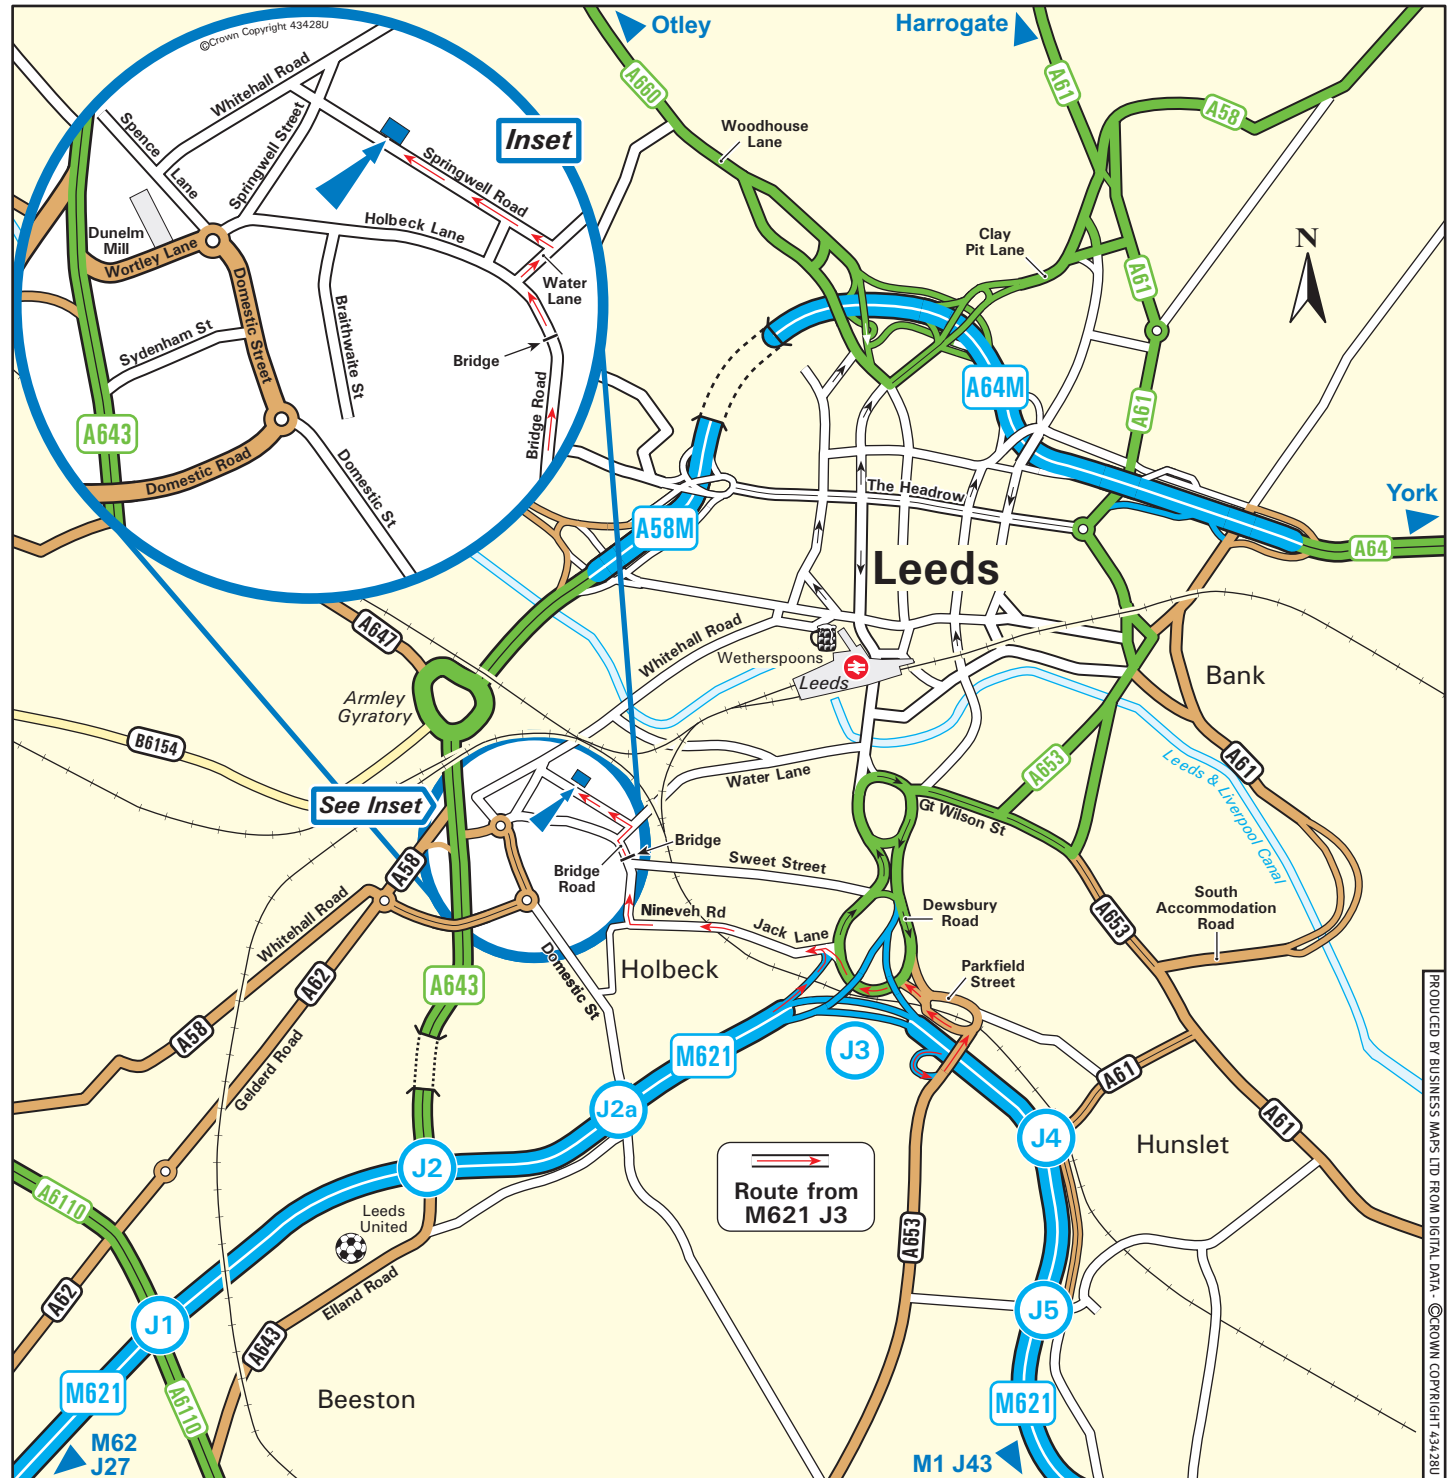 ©Crown Copyright 43428U
Otley
Harrogate
A660
A61
A58
Whitehall Road
Spence
Lane
Springwell Street
Inset
Springwell Road
Woodhouse
Lane
Holbeck Lane
Dunelm
Mill
Wortley Lane
Clay
Pit Lane
N
A61
Water
Lane
Domestic Street
Braithwaite St
Sydenham St
Bridge
Bridge Road
A643
Domestic Road
Domestic St
A64M
A61
The Headrow
York
A58M
A64
Leeds
A647
Whitehall Road
Wetherspoons
Leeds
Bank
Armley
Gyratory
B6154
A653
A61
Leeds & Liverpool Canal
Water Lane
See Inset
Gt Wilson St
Bridge
Bridge
Road
Sweet Street
A58
Whitehall Road
Nineveh Rd
Jack Lane
Dewsbury
Road
A653
South
Accommodation
Road
Domestic St
Holbeck
Parkfield
Street
A62
A643
A58
Gelderd Road
M621
J3
A61
J2a
J4
A61
Hunslet
J2
Route from
M621 J3
A6110
Leeds
United
A653
Elland Road
A62
J1
A643
J5
M621
A6110
Beeston
M621
M62
J27
M1 J43
PRODUCED BY BUSINESS MAPS LTD FROM DIGITAL DATA - ©CROWN COPYRIGHT 43428U